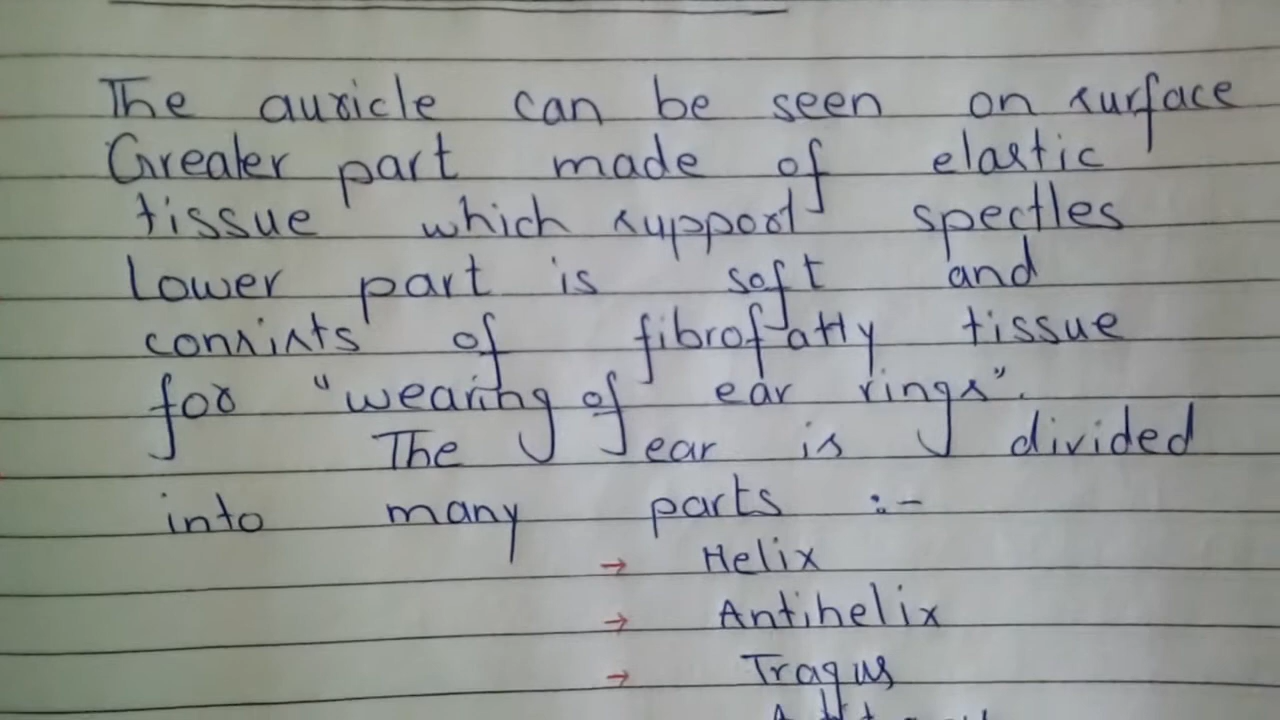 The auricle can be seen on surface
Greater part made of elastic
tissue which support spectles
Lower part is soft and
consists of fibrofatty tissue
for "wearing of ear rings".
The ear is divided
into many parts :-
→ Helix
→ Antihelix
→ Tragus